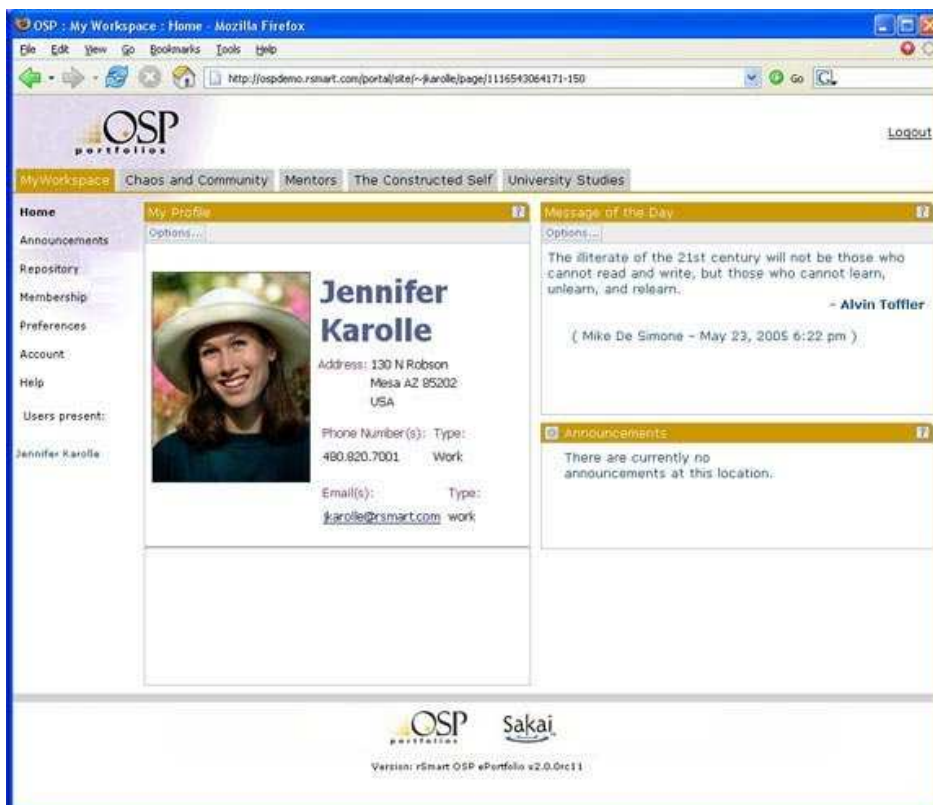 OSP : My Workspace : Home - Mozilla Firefox
File Edit View Go Bookmarks Tools Help
http://ospdemo.rsmart.com/portal/site/~jkarolle/page/1116543064171-150
Go
OSP
portfolios
Logout
MyWorkspace Chaos and Community Mentors The Constructed Self University Studies
Home
Announcements
Repository
Membership
Preferences
Account
Help
Users present:
Jennifer Karolle
My Profile
Options...
Jennifer
Karolle
Address: 130 N Robson
Mesa AZ 85202
USA
Phone Number(s): Type:
480.820.7001 Work
Email(s): Type:
jkarolle@rsmart.com work
Message of the Day
Options...
The illiterate of the 21st century will not be those who
cannot read and write, but those who cannot learn,
unlearn, and relearn.
- Alvin Toffler
( Mike De Simone - May 23, 2005 6:22 pm )
Announcements
There are currently no
announcements at this location.
OSP
portfolios
Sakai
Version: rSmart OSP ePortfolio v2.0.0rc11